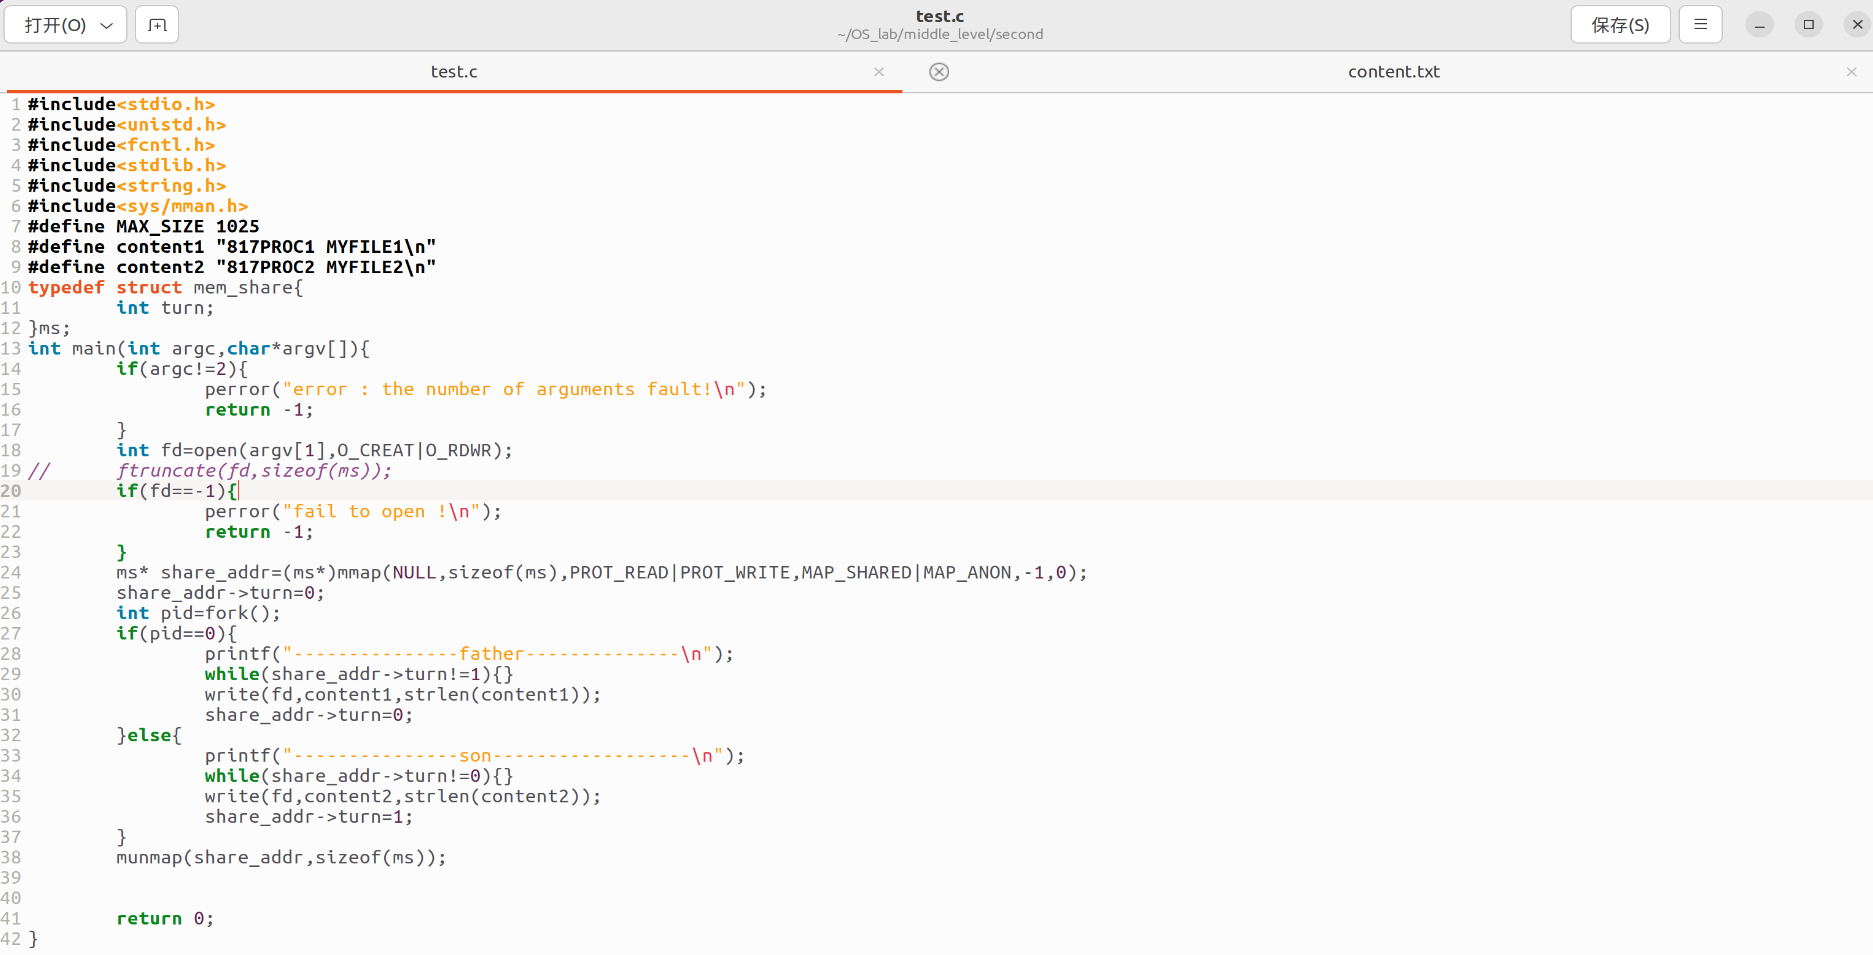 打开(O)
test.c
~/OS_lab/middle_level/second
保存(S)
test.c
content.txt
1 #include<stdio.h>
2 #include<unistd.h>
3 #include<fcntl.h>
4 #include<stdlib.h>
5 #include<string.h>
6 #include<sys/mman.h>
7 #define MAX_SIZE 1025
8 #define content1 "817PROC1 MYFILE1\n"
9 #define content2 "817PROC2 MYFILE2\n"
10 typedef struct mem_share{
11         int turn;
12 }ms;
13 int main(int argc,char*argv[]){
14         if(argc!=2){
15                 perror("error : the number of arguments fault!\n");
16                 return -1;
17         }
18         int fd=open(argv[1],O_CREAT|O_RDWR);
19 //      ftruncate(fd,sizeof(ms));
20         if(fd==-1){
21                 perror("fail to open !\n");
22                 return -1;
23         }
24         ms* share_addr=(ms*)mmap(NULL,sizeof(ms),PROT_READ|PROT_WRITE,MAP_SHARED|MAP_ANON,-1,0);
25         share_addr->turn=0;
26         int pid=fork();
27         if(pid==0){
28                 printf("---------------father--------------\n");
29                 while(share_addr->turn!=1){}
30                 write(fd,content1,strlen(content1));
31                 share_addr->turn=0;
32         }else{
33                 printf("---------------son------------------\n");
34                 while(share_addr->turn!=0){}
35                 write(fd,content2,strlen(content2));
36                 share_addr->turn=1;
37         }
38         munmap(share_addr,sizeof(ms));
39
40
41         return 0;
42 }